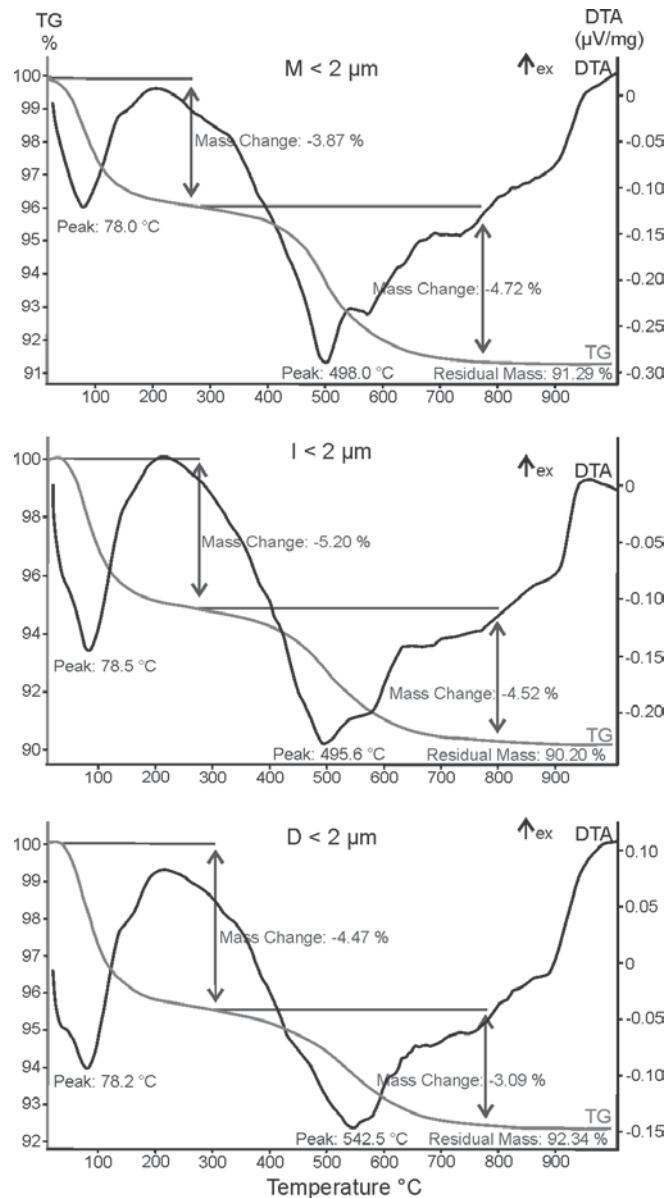 TG
%
DTA
(µV/mg)
M < 2 µm
ex
DTA
100
99
98
97
96
95
94
93
92
91
0
-0.05
-0.10
-0.15
-0.20
-0.25
-0.30
Mass Change: -3.87 %
Peak: 78.0 °C
Mass Change: -4.72 %
TG
Peak: 498.0 °C
Residual Mass: 91.29 %
100 200 300 400 500 600 700 800 900
I < 2 µm
ex
DTA
100
98
96
94
92
90
0
-0.05
-0.10
-0.15
-0.20
Mass Change: -5.20 %
Peak: 78.5 °C
Mass Change: -4.52 %
TG
Peak: 495.6 °C
Residual Mass: 90.20 %
100 200 300 400 500 600 700 800 900
D < 2 µm
ex
DTA
100
99
98
96
95
94
92
0.10
0.05
0
-0.05
-0.10
-0.15
Mass Change: -4.47 %
Peak: 78.2 °C
Mass Change: -3.09 %
TG
Peak: 542.5 °C
Residual Mass: 92.34 %
100 200 300 400 500 600 700 800 900
Temperature °C